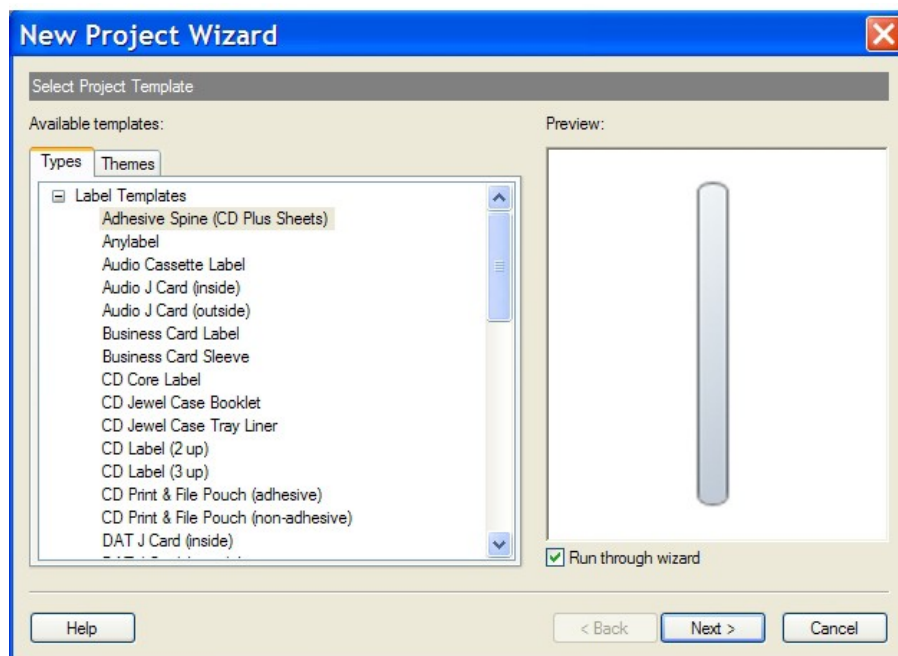 New Project Wizard
Select Project Template
Available templates:
Preview:
Types
Themes
Label Templates
Adhesive Spine (CD Plus Sheets)
Anylabel
Audio Cassette Label
Audio J Card (inside)
Audio J Card (outside)
Business Card Label
Business Card Sleeve
CD Core Label
CD Jewel Case Booklet
CD Jewel Case Tray Liner
CD Label (2 up)
CD Label (3 up)
CD Print & File Pouch (adhesive)
CD Print & File Pouch (non-adhesive)
DAT J Card (inside)
Run through wizard
Help
< Back
Next >
Cancel